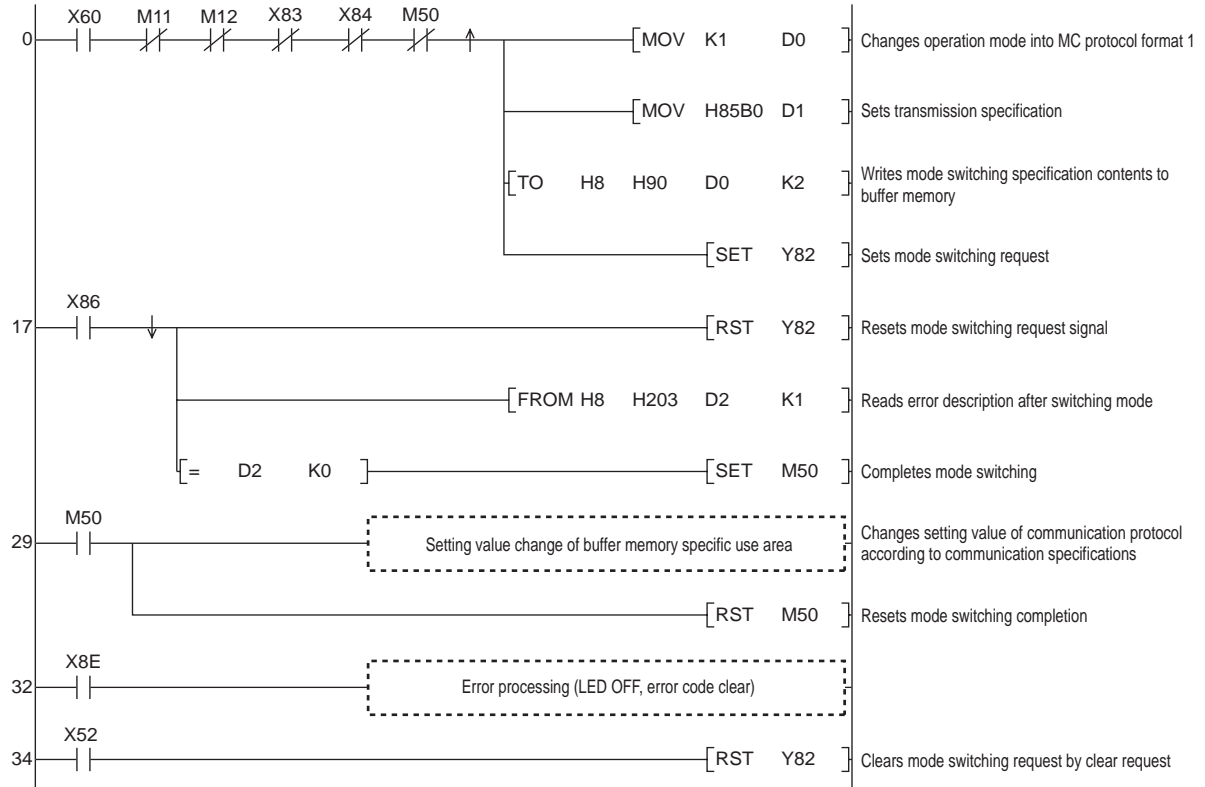 X60 M11 M12 X83 X84 M50
0 MOV K1 D0 Changes operation mode into MC protocol format 1
MOV H85B0 D1 Sets transmission specification
TO H8 H90 D0 K2 Writes mode switching specification contents to
buffer memory
SET Y82 Sets mode switching request
X86
17 RST Y82 Resets mode switching request signal
FROM H8 H203 D2 K1 Reads error description after switching mode
= D2 K0 SET M50 Completes mode switching
M50
29 Setting value change of buffer memory specific use area Changes setting value of communication protocol
according to communication specifications
RST M50 Resets mode switching completion
X8E
32 Error processing (LED OFF, error code clear)
X52
34 RST Y82 Clears mode switching request by clear request